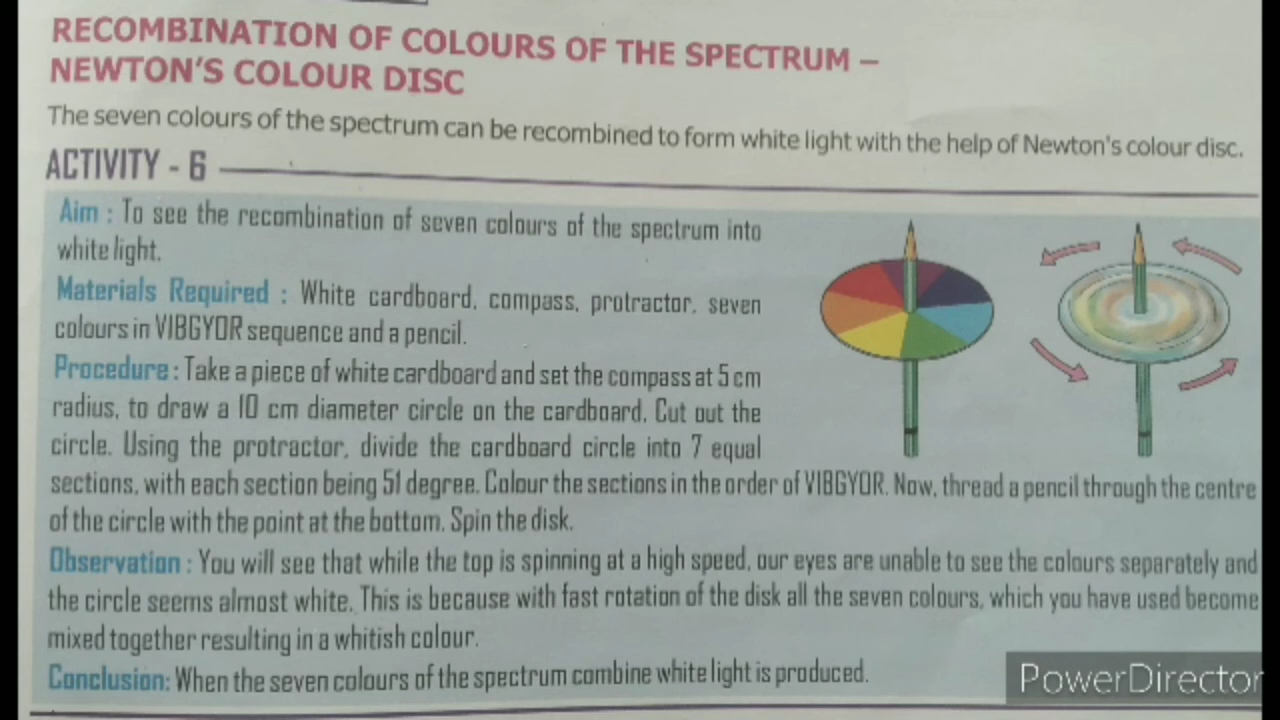 RECOMBINATION OF COLOURS OF THE SPECTRUM –
NEWTON'S COLOUR DISC
The seven colours of the spectrum can be recombined to form white light with the help of Newton's colour disc.
ACTIVITY - 6
Aim : To see the recombination of seven colours of the spectrum into
white light.
Materials Required : White cardboard, compass, protractor, seven
colours in VIBGYOR sequence and a pencil.
Procedure : Take a piece of white cardboard and set the compass at 5 cm
radius, to draw a 10 cm diameter circle on the cardboard. Cut out the
circle. Using the protractor, divide the cardboard circle into 7 equal
sections, with each section being 51 degree. Colour the sections in the order of VIBGYOR. Now, thread a pencil through the centre
of the circle with the point at the bottom. Spin the disk.
Observation : You will see that while the top is spinning at a high speed, our eyes are unable to see the colours separately and
the circle seems almost white. This is because with fast rotation of the disk all the seven colours, which you have used become
mixed together resulting in a whitish colour.
Conclusion: When the seven colours of the spectrum combine white light is produced.
PowerDirector